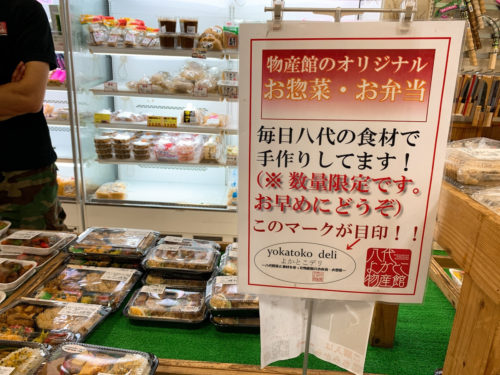 物産館のオリジナル
お惣菜・お弁当
毎日八代の食材で
手作りしてます！
(※数量限定です。
お早めにどうぞ)
このマークが目印！！
yokatoko deli
よかとこデリ
八代
よかとこ
物産館